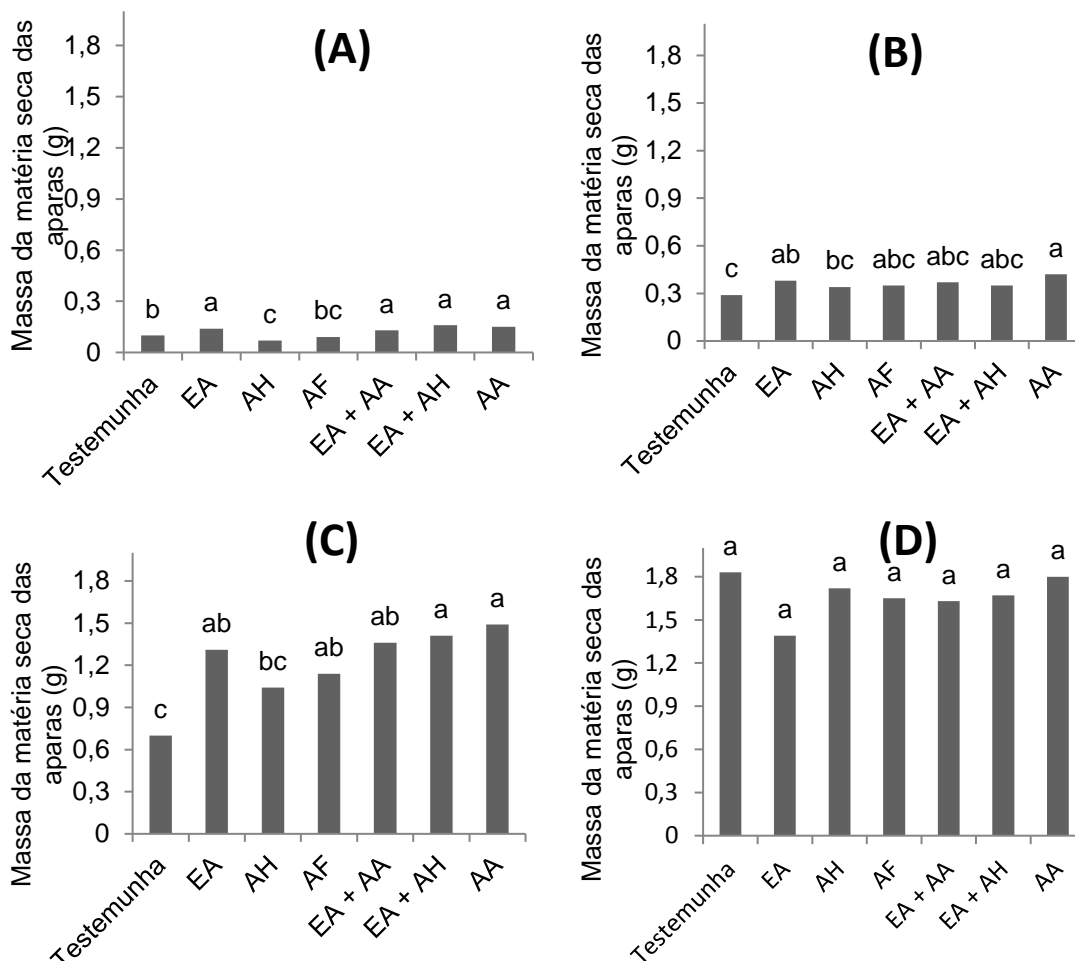 (A)
Massa da matéria seca das
aparas (g)
1,8
1,5
1,2
0,9
0,6
0,3
0
b a c bc a a a
Testemunha EA AH AF EA + AA EA + AH AA
(B)
Massa da matéria seca das
aparas (g)
1,8
1,5
1,2
0,9
0,6
0,3
0
c ab bc abc abc abc a
Testemunha EA AH AF EA + AA EA + AH AA
(C)
Massa da matéria seca das
aparas (g)
1,8
1,5
1,2
0,9
0,6
0,3
0
c ab bc ab ab a a
Testemunha EA AH AF EA + AA EA + AH AA
(D)
Massa da matéria seca das
aparas (g)
1,8
1,5
1,2
0,9
0,6
0,3
0
a a a a a a a
Testemunha EA AH AF EA + AA EA + AH AA